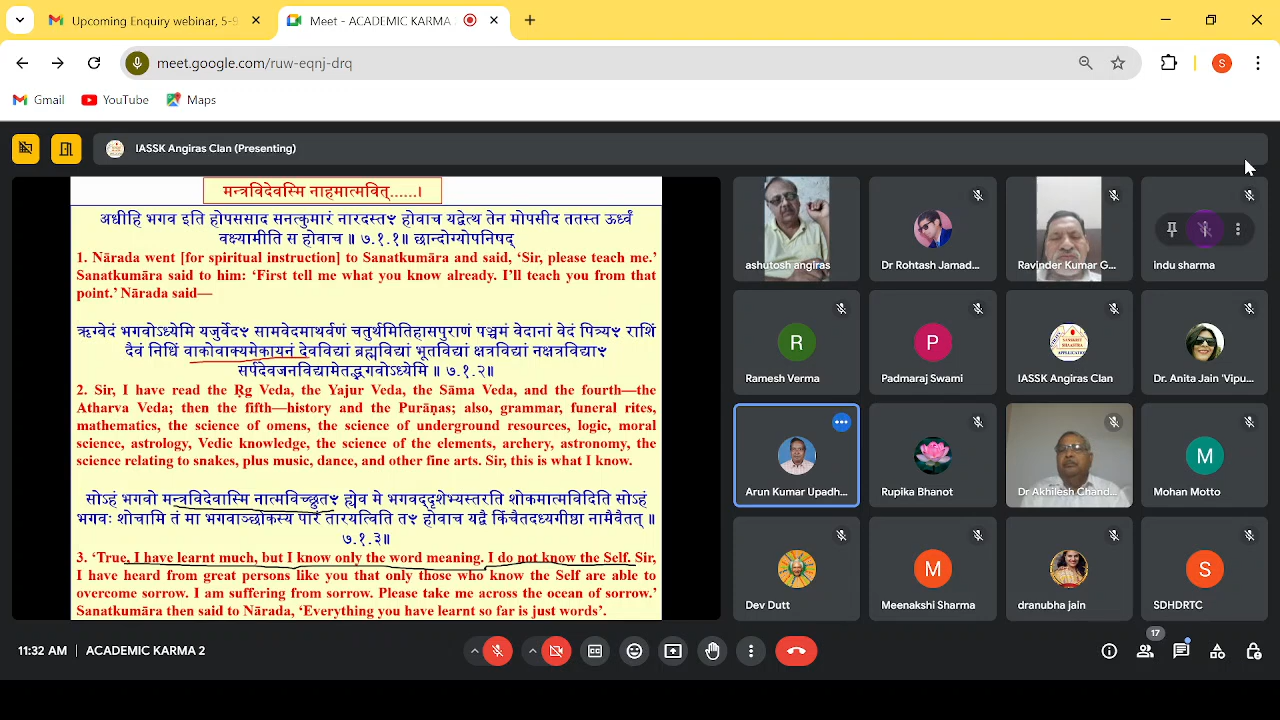 Upcoming Enquiry webinar, 5-9
Meet - ACADEMIC KARMA
meet.google.com/ruw-eqnj-drq
S
Gmail
YouTube
Maps
IASSK Angiras Clan (Presenting)
मन्त्रविदेवस्मि नाहमात्मवित्……।
अधीहि भगव इति होपससाद सनत्कुमारं नारदस्तꣳ होवाच यद्वेत्थ तेन मोपसीद ततस्त ऊर्ध्वं
वक्ष्यामीति स होवाच ॥ ७.१.१॥ छान्दोग्योपनिषद्
1. Nārada went [for spiritual instruction] to Sanatkumāra and said, ‘Sir, please teach me.’
Sanatkumāra said to him: ‘First tell me what you know already. I’ll teach you from that
point.’ Nārada said—
ऋग्वेदं भगवोऽध्येमि यजुर्वेदꣳ सामवेदमाथर्वणं चतुर्थमितिहासपुराणं पञ्चमं वेदानां वेदं पित्र्यꣳ राशिं
दैवं निधिं वाकोवाक्यमेकायनं देवविद्यां ब्रह्मविद्यां भूतविद्यां क्षत्रविद्यां नक्षत्रविद्याꣳ
सर्पदेवजनविद्यामेतद्भगवोऽध्येमि ॥ ७.१.२॥
2. Sir, I have read the Ṛg Veda, the Yajur Veda, the Sāma Veda, and the fourth—the
Atharva Veda; then the fifth—history and the Purāṇas; also, grammar, funeral rites,
mathematics, the science of omens, the science of underground resources, logic, moral
science, astrology, Vedic knowledge, the science of the elements, archery, astronomy, the
science relating to snakes, plus music, dance, and other fine arts. Sir, this is what I know.
सोऽहं भगवो मन्त्रविदेवास्मि नात्मविच्छ्रुतꣳ ह्येव मे भगवद्दृशेभ्यस्तरति शोकमात्मविदिति सोऽहं
भगवः शोचामि तं मा भगवाञ्छोकस्य पारं तारयत्विति तꣳ होवाच यद्वै किंचैतदध्यगीष्ठा नामैवैतत् ॥
७.१.३॥
3. ‘True, I have learnt much, but I know only the word meaning. I do not know the Self. Sir,
I have heard from great persons like you that only those who know the Self are able to
overcome sorrow. I am suffering from sorrow. Please take me across the ocean of sorrow.’
Sanatkumāra then said to Nārada, ‘Everything you have learnt so far is just words’.
ashutosh angiras
Dr Rohtash Jamad...
Ravinder Kumar G...
indu sharma
R
Ramesh Verma
P
Padmaraj Swami
IASSK Angiras Clan
Dr. Anita Jain 'Vipu...
Arun Kumar Upadh...
Rupika Bhanot
Dr Akhilesh Chand...
M
Mohan Motto
Dev Dutt
M
Meenakshi Sharma
dranubha jain
S
SDHDRTC
11:32 AM
ACADEMIC KARMA 2
17